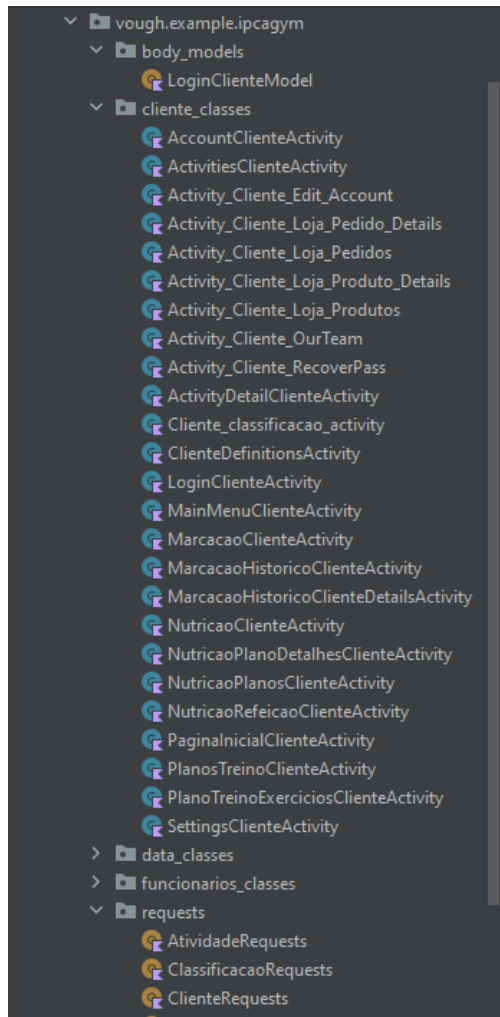 vough.example.ipcagym
body_models
LoginClienteModel
cliente_classes
AccountClienteActivity
ActivitiesClienteActivity
Activity_Cliente_Edit_Account
Activity_Cliente_Loja_Pedido_Details
Activity_Cliente_Loja_Pedidos
Activity_Cliente_Loja_Produto_Details
Activity_Cliente_Loja_Produtos
Activity_Cliente_OurTeam
Activity_Cliente_RecoverPass
ActivityDetailClienteActivity
Cliente_classificacao_activity
ClienteDefinitionsActivity
LoginClienteActivity
MainMenuClienteActivity
MarcacaoClienteActivity
MarcacaoHistoricoClienteActivity
MarcacaoHistoricoClienteDetailsActivity
NutricaoClienteActivity
NutricaoPlanoDetalhesClienteActivity
NutricaoPlanosClienteActivity
NutricaoRefeicaoClienteActivity
PaginaInicialClienteActivity
PlanosTreinoClienteActivity
PlanoTreinoExerciciosClienteActivity
SettingsClienteActivity
data_classes
funcionarios_classes
requests
AtividadeRequests
ClassificacaoRequests
ClienteRequests